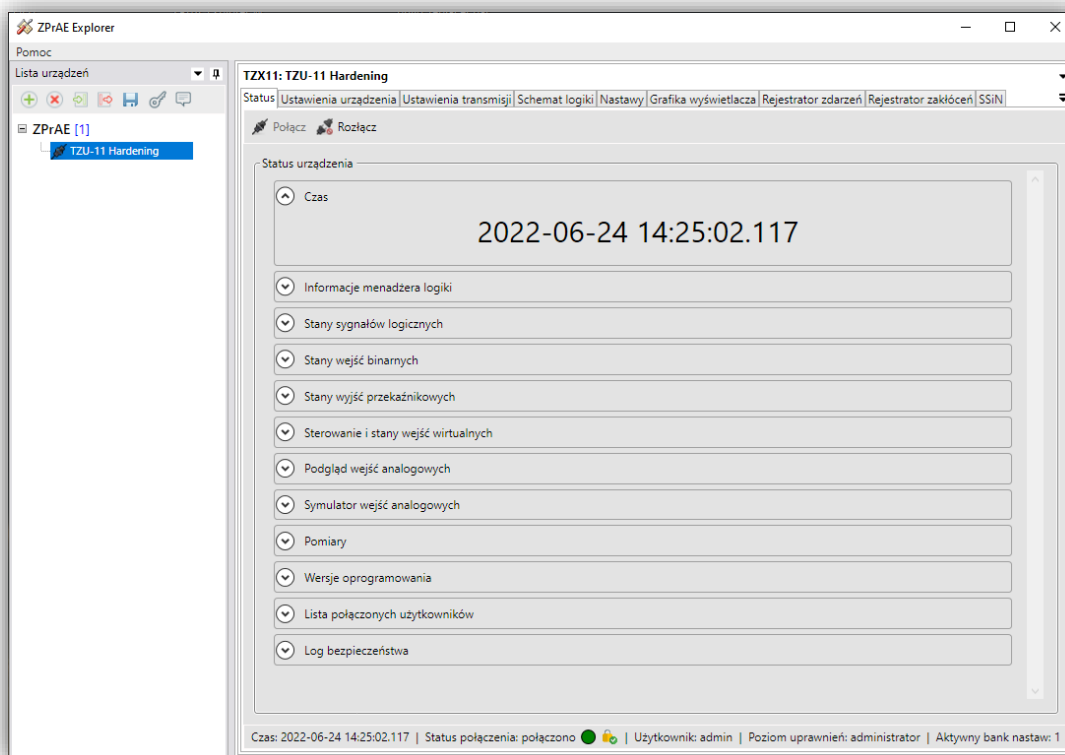 ZPrAE Explorer
Pomoc
Lista urządzeń
TZX11: TZU-11 Hardening
Status Ustawienia urządzenia Ustawienia transmisji Schemat logiki Nastawy Grafika wyświetlacza Rejestrator zdarzeń Rejestrator zakłóceń SSiN
ZPrAE [1]
TZU-11 Hardening
Połącz Rozłącz
Status urządzenia
Czas
2022-06-24 14:25:02.117
Informacje menadżera logiki
Stany sygnałów logicznych
Stany wejść binarnych
Stany wyjść przekaźnikowych
Sterowanie i stany wejść wirtualnych
Podgląd wejść analogowych
Symulator wejść analogowych
Pomiary
Wersje oprogramowania
Lista połączonych użytkowników
Log bezpieczeństwa
Czas: 2022-06-24 14:25:02.117 | Status połączenia: połączono | Użytkownik: admin | Poziom uprawnień: administrator | Aktywny bank nastaw: 1